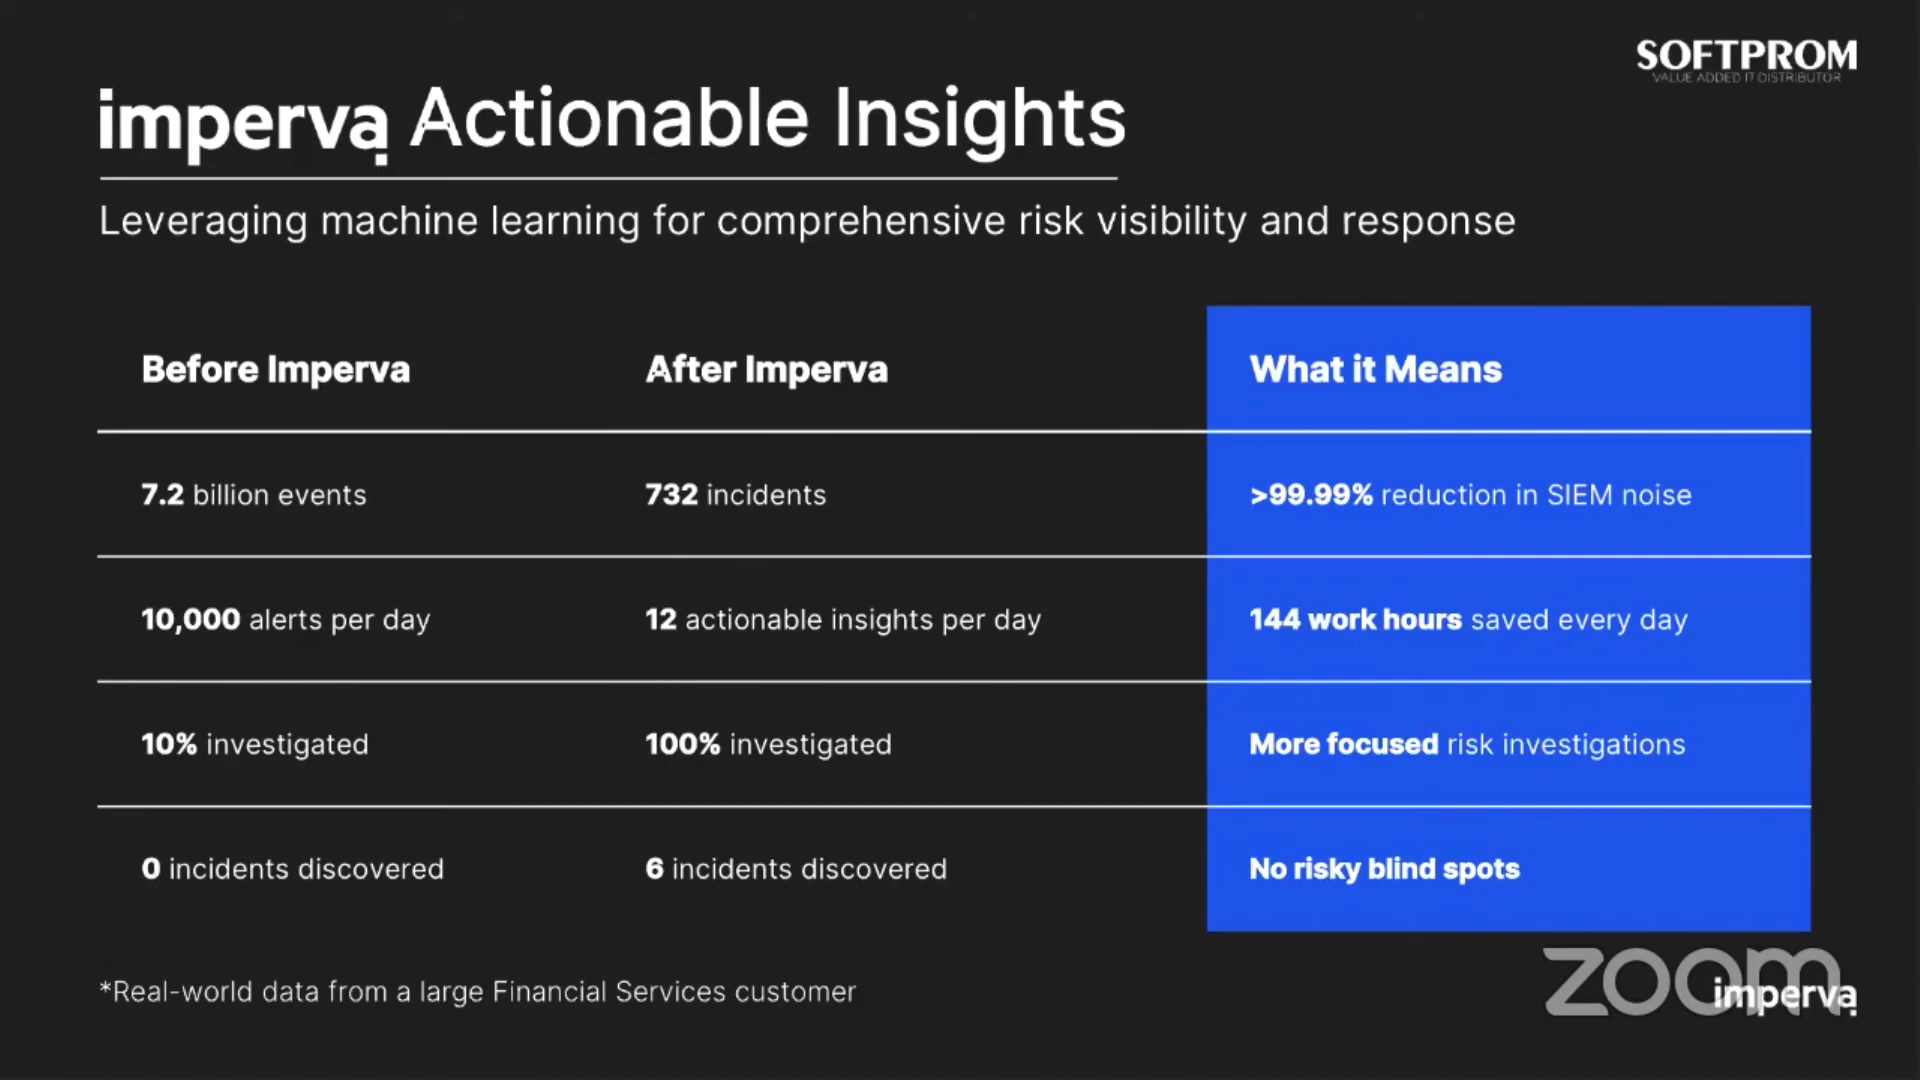 SOFTPROM
VALUE ADDED IT DISTRIBUTOR
imperva Actionable Insights
Leveraging machine learning for comprehensive risk visibility and response
Before Imperva After Imperva What it Means
7.2 billion events 732 incidents >99.99% reduction in SIEM noise
10,000 alerts per day 12 actionable insights per day 144 work hours saved every day
10% investigated 100% investigated More focused risk investigations
0 incidents discovered 6 incidents discovered No risky blind spots
*Real-world data from a large Financial Services customer
zoom
imperva